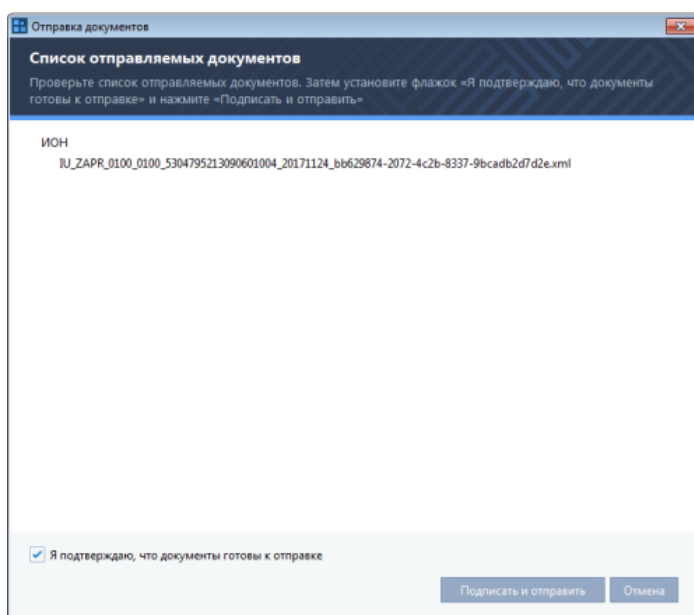 Отправка документов
Список отправляемых документов
Проверьте список отправляемых документов. Затем установите флажок «Я подтверждаю, что документы
готовы к отправке» и нажмите «Подписать и отправить»
ИОН
IU_ZAPR_0100_0100_5304795213090601004_20171124_bb629874-2072-4c2b-8337-9bcadb2d7d2e.xml
Я подтверждаю, что документы готовы к отправке
Подписать и отправить
Отмена